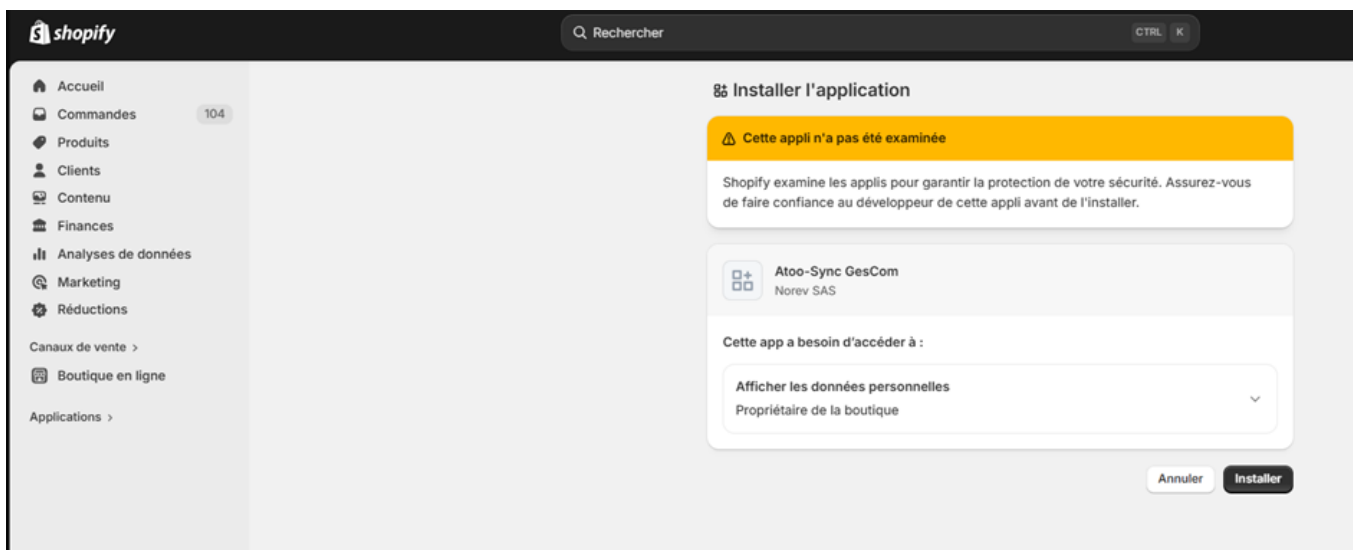 shopify
Rechercher
CTRL K
Accueil
Commandes 104
Produits
Clients
Contenu
Finances
Analyses de données
Marketing
Réductions
Canaux de vente >
Boutique en ligne
Applications >
Installer l'application
Cette appli n'a pas été examinée
Shopify examine les applis pour garantir la protection de votre sécurité. Assurez-vous
de faire confiance au développeur de cette appli avant de l'installer.
Atoo-Sync GesCom
Norev SAS
Cette app a besoin d'accéder à :
Afficher les données personnelles
Propriétaire de la boutique
Annuler
Installer